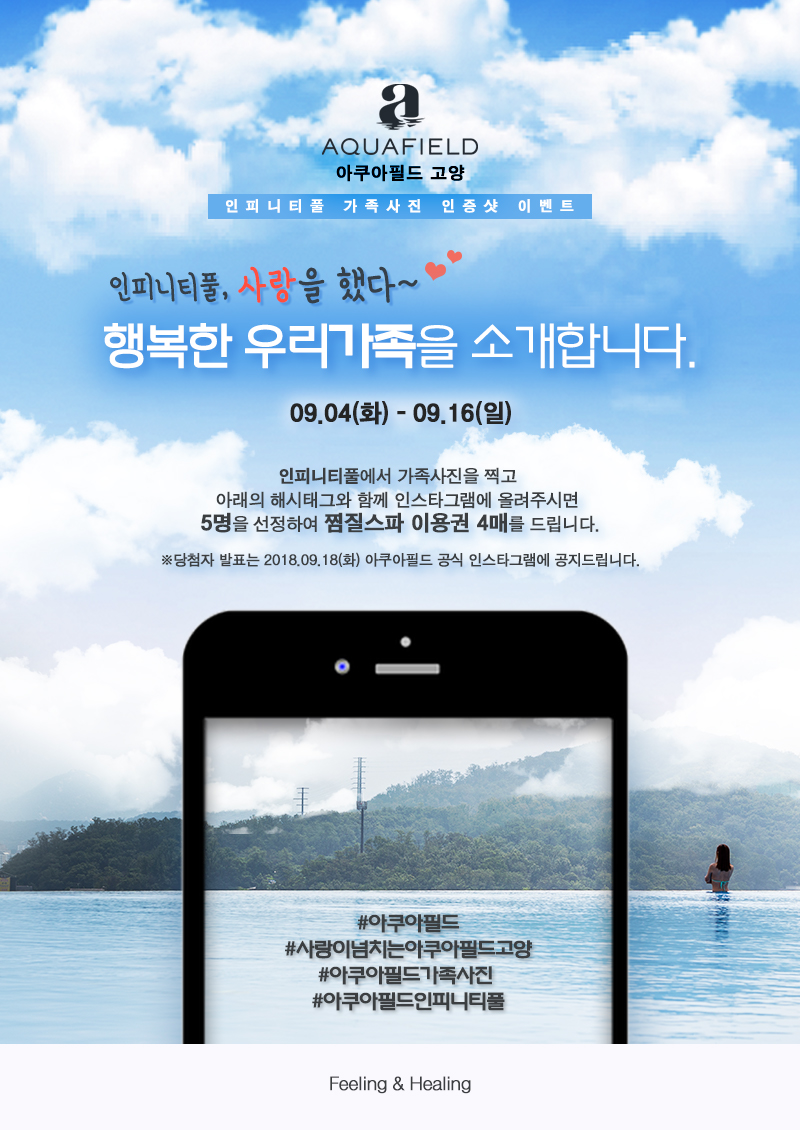 a
AQUAFIELD
아쿠아필드 고양
인피니티풀 가족사진 인증샷 이벤트
인피니티풀, 사랑을 했다~
행복한 우리가족을 소개합니다.
09.04(화) - 09.16(일)
인피니티풀에서 가족사진을 찍고
아래의 해시태그와 함께 인스타그램에 올려주시면
5명을 선정하여 찜질스파 이용권 4매를 드립니다.
※당첨자 발표는 2018.09.18(화) 아쿠아필드 공식 인스타그램에 공지드립니다.
#아쿠아필드
#사랑이넘치는아쿠아필드고양
#아쿠아필드가족사진
#아쿠아필드인피니티풀
Feeling & Healing